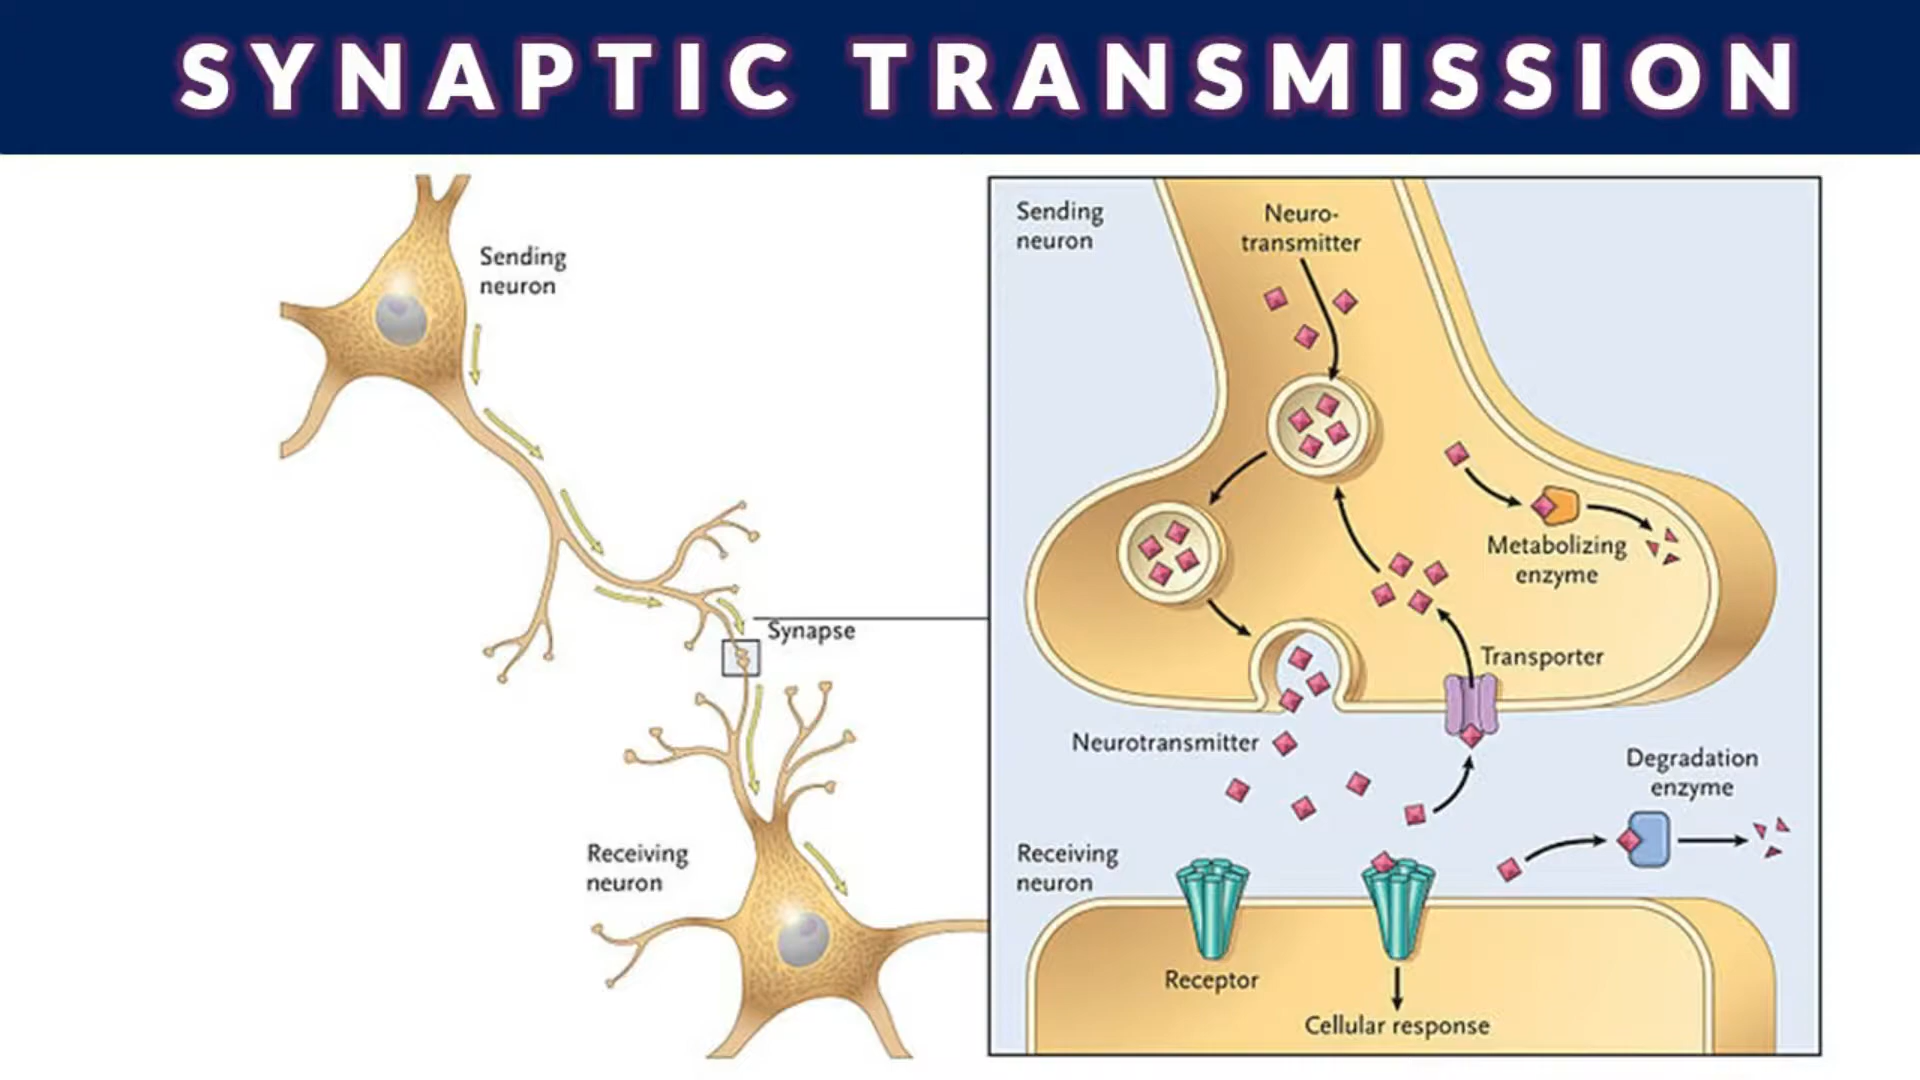 SYNAPTIC TRANSMISSION
Sending
neuron
Synapse
Receiving
neuron
Sending
neuron
Neuro-
transmitter
Metabolizing
enzyme
Transporter
Neurotransmitter
Degradation
enzyme
Receiving
neuron
Receptor
Cellular response